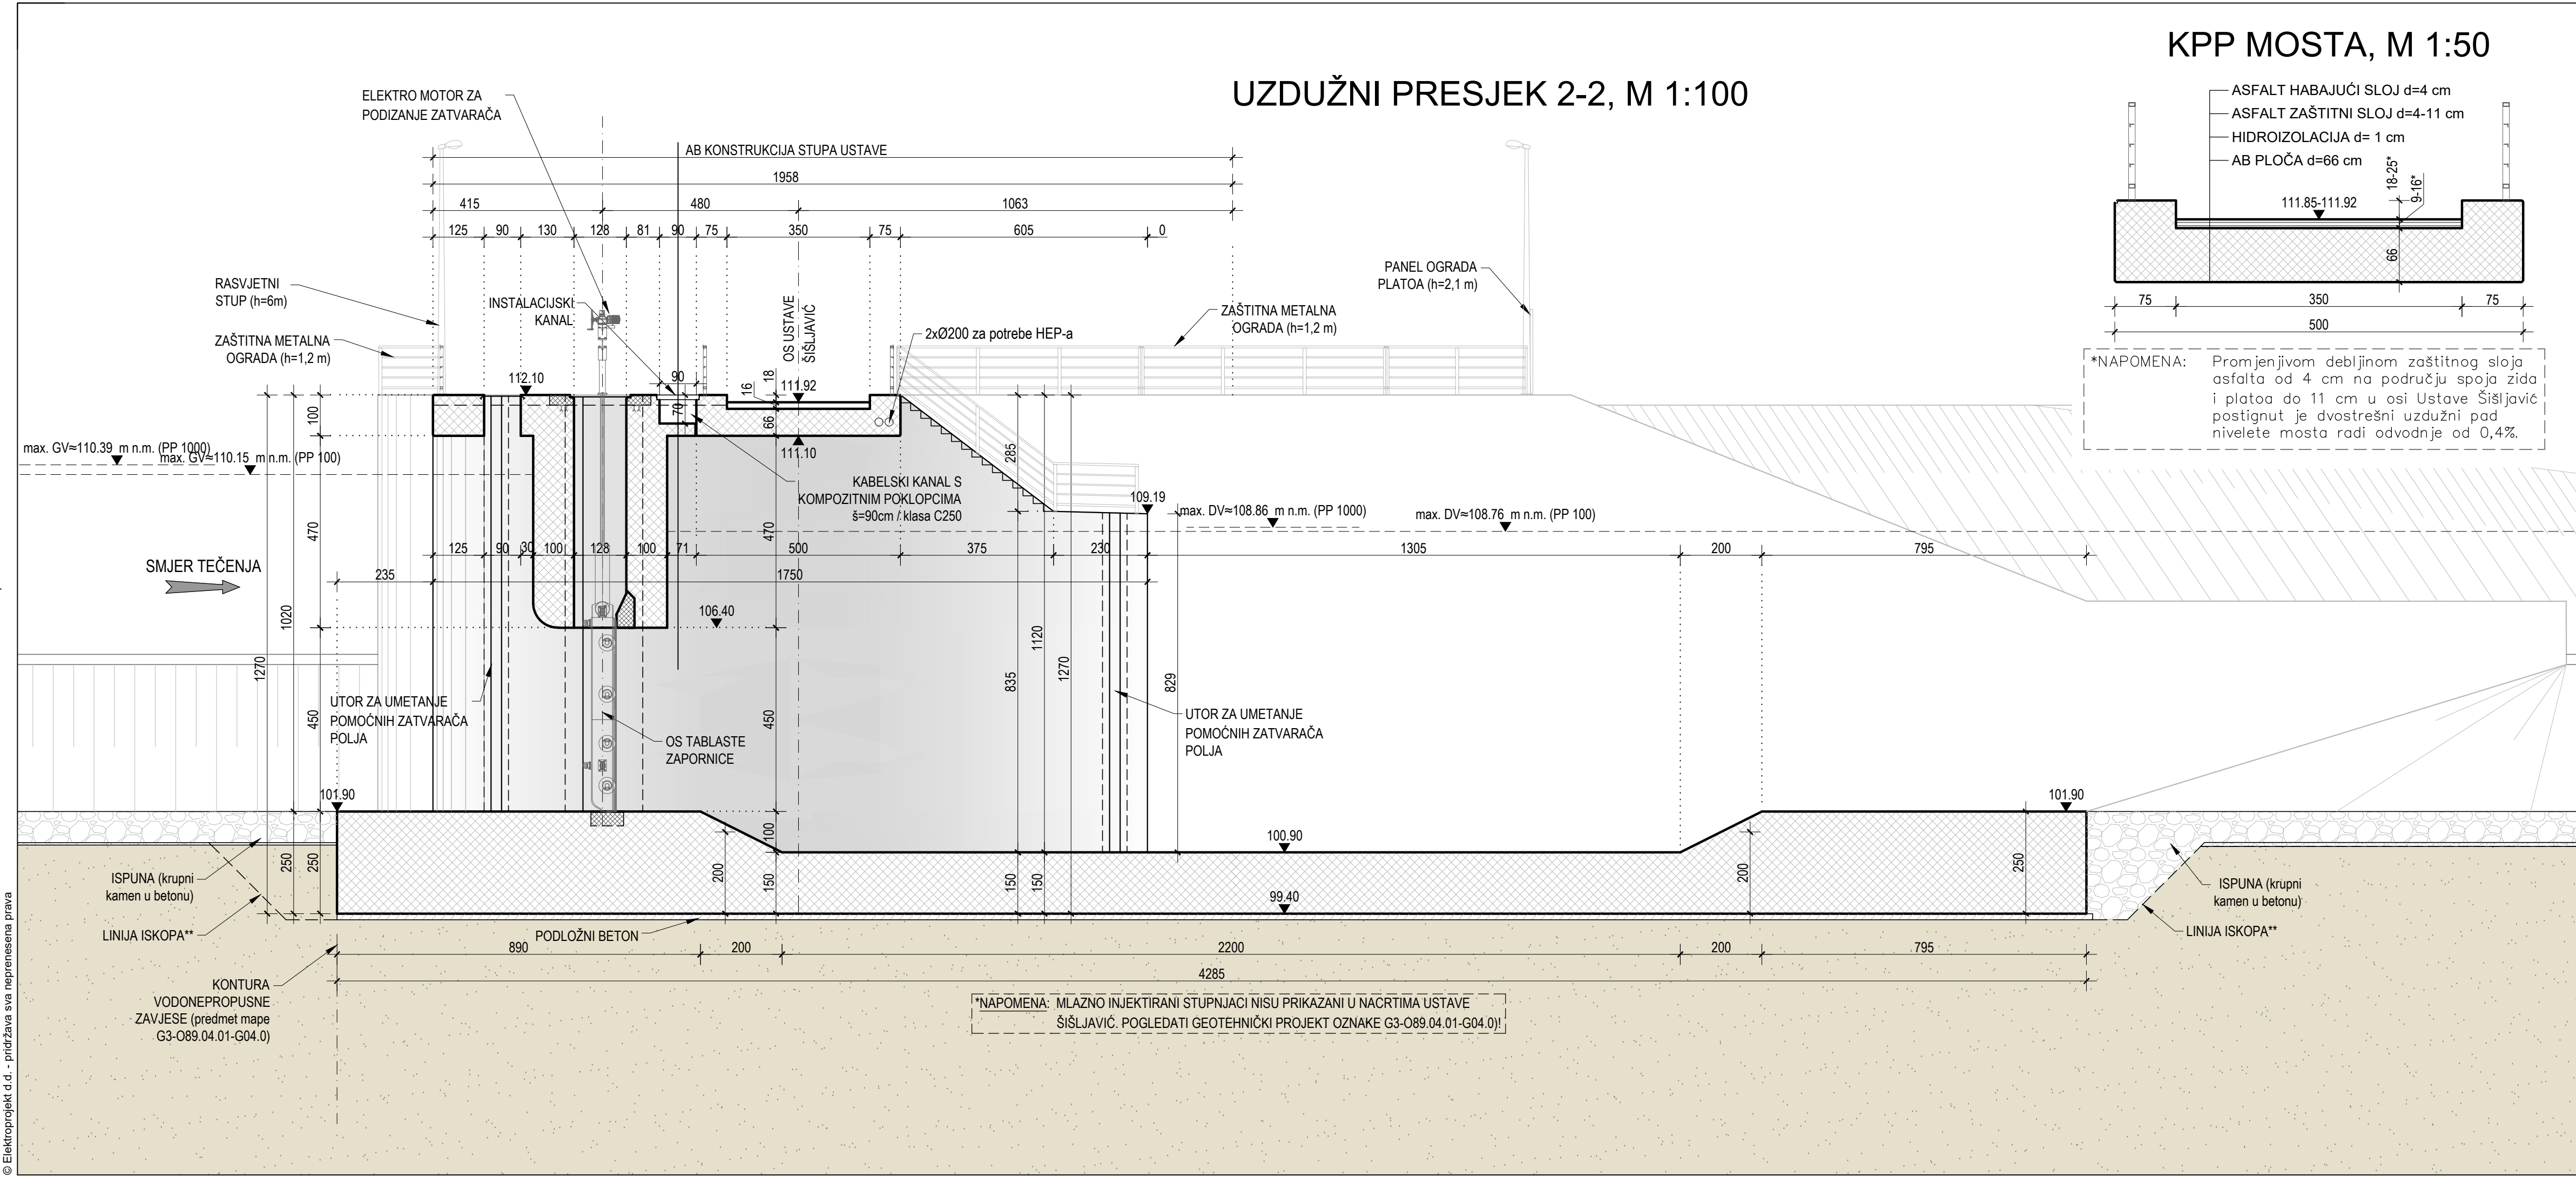 UZDUŽNI PRESJEK 2-2, M 1:100
KPP MOSTA, M 1:50
ASFALT HABAJUĆI SLOJ d=4 cm
ASFALT ZAŠTITNI SLOJ d=4-11 cm
HIDROIZOLACIJA d= 1 cm
AB PLOČA d=66 cm
18-25*
9-16*
111.85-111.92
66
75 350 75
500
*NAPOMENA: Promjenjivom debljinom zaštitnog sloja
asfalta od 4 cm na području spoja zida
i platoa do 11 cm u osi Ustave Šišljavić
postignut je dvostrešni uzdužni pad
nivelete mosta radi odvodnje od 0,4%.
ELEKTRO MOTOR ZA
PODIZANJE ZATVARAČA
AB KONSTRUKCIJA STUPA USTAVE
1958
415 480 1063
125 90 130 128 81 90 75 350 75 605 0
RASVJETNI
STUP (h=6m)
INSTALACIJSKI
KANAL
OS USTAVE
ŠIŠLJAVIĆ
PANEL OGRADA
PLATOA (h=2,1 m)
ZAŠTITNA METALNA
OGRADA (h=1,2 m)
ZAŠTITNA METALNA
OGRADA (h=1,2 m)
2xØ200 za potrebe HEP-a
112.10
90
16
18
111.92
100
70
66
111.10
max. GV≈110.39 m n.m. (PP 1000)
max. GV≈110.15 m n.m. (PP 100)
285
KABELSKI KANAL S
KOMPOZITNIM POKLOPCIMA
š=90cm / klasa C250
109.19
max. DV≈108.86 m n.m. (PP 1000)
max. DV≈108.76 m n.m. (PP 100)
470
470
125 90 30 100 128 100 71 500 375 230 1305 200 795
SMJER TEČENJA
235 1750
106.40
1020
1270
1120
1270
835
829
450
450
UTOR ZA UMETANJE
POMOĆNIH ZATVARAČA
POLJA
OS TABLASTE
ZAPORNICE
UTOR ZA UMETANJE
POMOĆNIH ZATVARAČA
POLJA
101.90
101.90
100
100.90
250
250
200
150
150
150
200
250
99.40
ISPUNA (krupni
kamen u betonu)
ISPUNA (krupni
kamen u betonu)
LINIJA ISKOPA**
LINIJA ISKOPA**
PODLOŽNI BETON
890 200 2200 200 795
4285
KONTURA
VODONEPROPUSNE
ZAVJESE (predmet mape
G3-O89.04.01-G04.0)
*NAPOMENA: MLAZNO INJEKTIRANI STUPNJACI NISU PRIKAZANI U NACRTIMA USTAVE
ŠIŠLJAVIĆ. POGLEDATI GEOTEHNIČKI PROJEKT OZNAKE G3-O89.04.01-G04.0)!
© Elektroprojekt d.d. - pridržava sva neprenesena prava